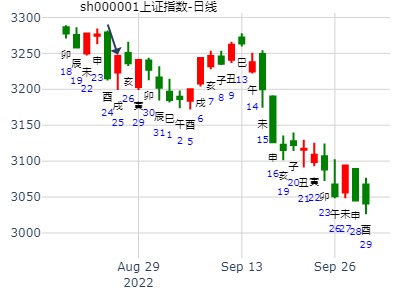 sh000001上证指数-日线
3300
3250
3200
3150
3100
3050
3000
卯
18
辰
19
未
22
申
23
酉
24
戌
25
亥
26
寅
29
卯
30
辰
31
巳
1
午
2
酉
5
戌
6
亥
7
子
8
丑
9
巳
13
午
14
未
15
申
16
亥
19
子
20
丑
21
寅
22
卯
23
午
26
未
27
申
28
酉
29
Aug 29
2022
Sep 13
Sep 26